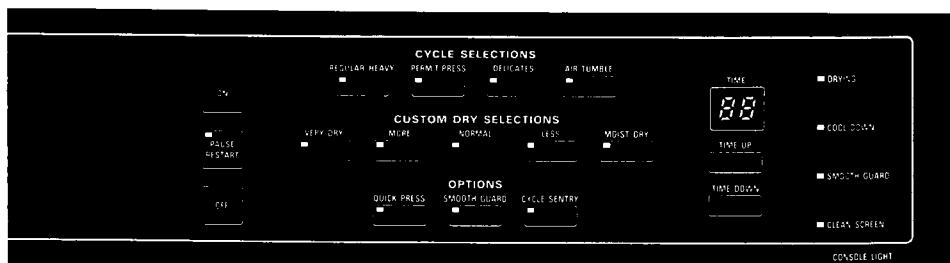 CYCLE SELECTIONS
REGULAR HEAVY PERMIT PRESS DELICATES AIR TUMBLE
CUSTOM DRY SELECTIONS
VERY DRY MORE NORMAL LESS MOIST DRY
OPTIONS
QUICK PRESS SMOOTH GUARD CYCLE SENTRY
ON
PAUSE
RESTART
OFF
TIME
88
TIME UP
TIME DOWN
DRYING
COOL DOWN
SMOOTH GUARD
CLEAN SCREEN
CONSOLE LIGHT